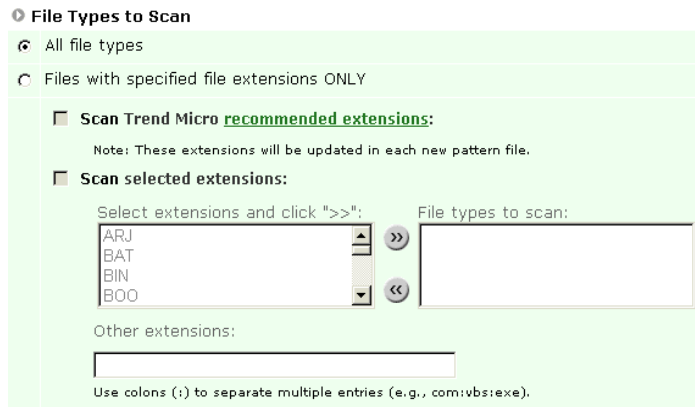 File Types to Scan
All file types
Files with specified file extensions ONLY
Scan Trend Micro recommended extensions:
Note: These extensions will be updated in each new pattern file.
Scan selected extensions:
Select extensions and click ">>": File types to scan:
ARJ
BAT
BIN
BOO
Other extensions:
Use colons (:) to separate multiple entries (e.g., com:vbs:exe).